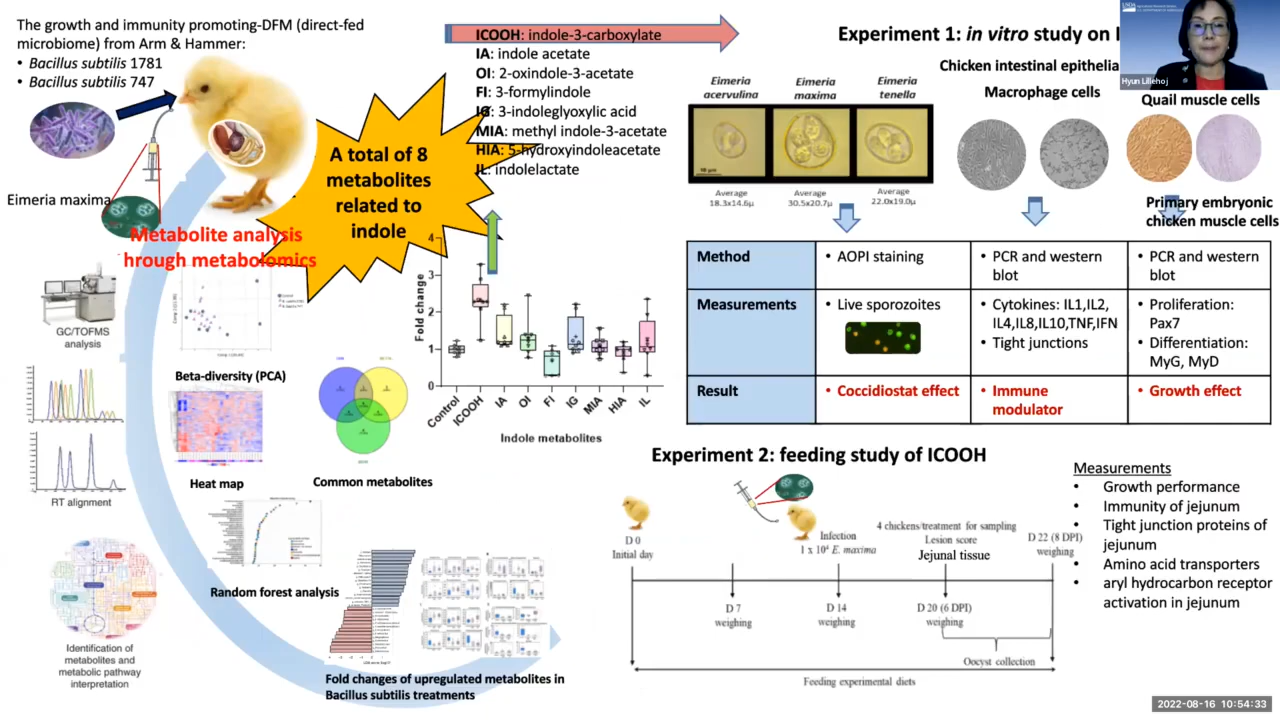 The growth and immunity promoting-DFM (direct-fed
microbiome) from Arm & Hammer:
• Bacillus subtilis 1781
• Bacillus subtilis 747
Eimeria maxima
Metabolite analysis
hrough metabolomics
A total of 8
metabolites
related to
indole
GC/TOFMS
analysis
RT alignment
Identification of
metabolites and
metabolic pathway
interpretation
Beta-diversity (PCA)
Heat map
Common metabolites
Random forest analysis
Fold changes of upregulated metabolites in
Bacillus subtilis treatments
ICOOH: indole-3-carboxylate
IA: indole acetate
OI: 2-oxindole-3-acetate
FI: 3-formylindole
IG: 3-indoleglyoxylic acid
MIA: methyl indole-3-acetate
HIA: 5-hydroxyindoleacetate
IL: indolelactate
Fold change
4
3
2
1
0
Control
ICOOH
IA
OI
FI
IG
MIA
HIA
IL
Indole metabolites
Experiment 1: in vitro study on I
Chicken intestinal epithelia
Macrophage cells
Quail muscle cells
Primary embryonic
chicken muscle cells
Eimeria
acervulina
Eimeria
maxima
Eimeria
tenella
Average
18.3x14.6µ
Average
30.5x20.7µ
Average
22.0x19.0µ
Method
• AOPI staining
• PCR and western
blot
• PCR and western
blot
Measurements
• Live sporozoites
• Cytokines: IL1,IL2,
IL4,IL8,IL10,TNF,IFN
• Tight junctions
• Proliferation:
Pax7
• Differentiation:
MyG, MyD
Result
• Coccidiostat effect
• Immune
modulator
• Growth effect
Experiment 2: feeding study of ICOOH
D 0
Initial day
D 7
weighing
Infection
1 x 10⁴ E. maxima
D 14
weighing
4 chickens/treatment for sampling
Lesion score
Jejunal tissue
D 20 (6 DPI)
weighing
D 22 (8 DPI)
weighing
Oocyst collection
Feeding experimental diets
Measurements
• Growth performance
• Immunity of jejunum
• Tight junction proteins of
jejunum
• Amino acid transporters
• aryl hydrocarbon receptor
activation in jejunum
USDA
Hyun Lillehoj
2022-08-16 10:54:33